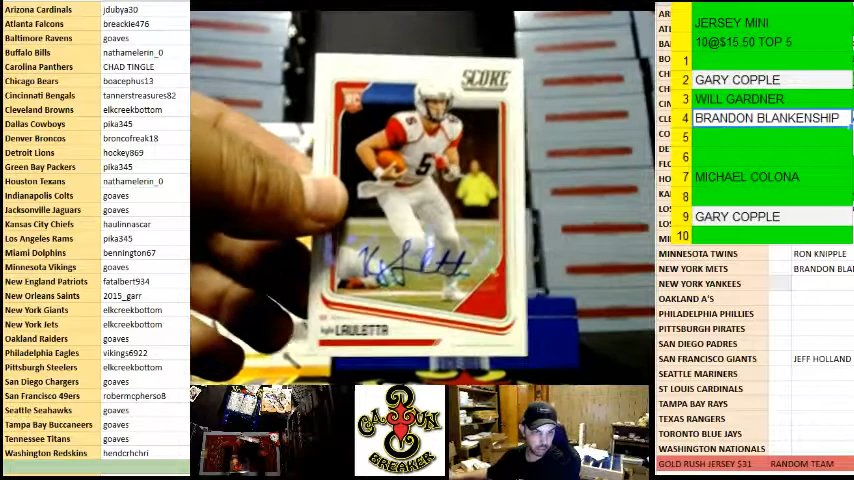 Arizona Cardinals jdubya30
Atlanta Falcons breackie476
Baltimore Ravens goaves
Buffalo Bills nathamelerin_0
Carolina Panthers CHAD TINGLE
Chicago Bears boacephus13
Cincinnati Bengals tannerstreasures82
Cleveland Browns elkcreekbottom
Dallas Cowboys pika345
Denver Broncos broncofreak18
Detroit Lions hockey869
Green Bay Packers pika345
Houston Texans nathamelerin_0
Indianapolis Colts goaves
Jacksonville Jaguars goaves
Kansas City Chiefs haulinnascar
Los Angeles Rams pika345
Miami Dolphins bennington67
Minnesota Vikings goaves
New England Patriots fatalbert934
New Orleans Saints 2015_garr
New York Giants elkcreekbottom
New York Jets elkcreekbottom
Oakland Raiders goaves
Philadelphia Eagles vikings6922
Pittsburgh Steelers elkcreekbottom
San Diego Chargers goaves
San Francisco 49ers robermcphers08
Seattle Seahawks goaves
Tampa Bay Buccaneers goaves
Tennessee Titans goaves
Washington Redskins henderhchri
SCORE
RC
5
Kyle LAULETTA
CAJUN
BREAKER
JERSEY MINI
10@$15.50 TOP 5
1
2 GARY COPPLE
3 WILL GARDNER
4 BRANDON BLANKENSHIP
5
6
7 MICHAEL COLONA
8
9 GARY COPPLE
10
MINNESOTA TWINS RON KNIPPLE
NEW YORK METS BRANDON BLA
NEW YORK YANKEES
OAKLAND A'S
PHILADELPHIA PHILLIES
PITTSBURGH PIRATES
SAN DIEGO PADRES
SAN FRANCISCO GIANTS JEFF HOLLAND
SEATTLE MARINERS
ST LOUIS CARDINALS
TAMPA BAY RAYS
TEXAS RANGERS
TORONTO BLUE JAYS
WASHINGTON NATIONALS
GOLD RUSH JERSEY $31 RANDOM TEAM